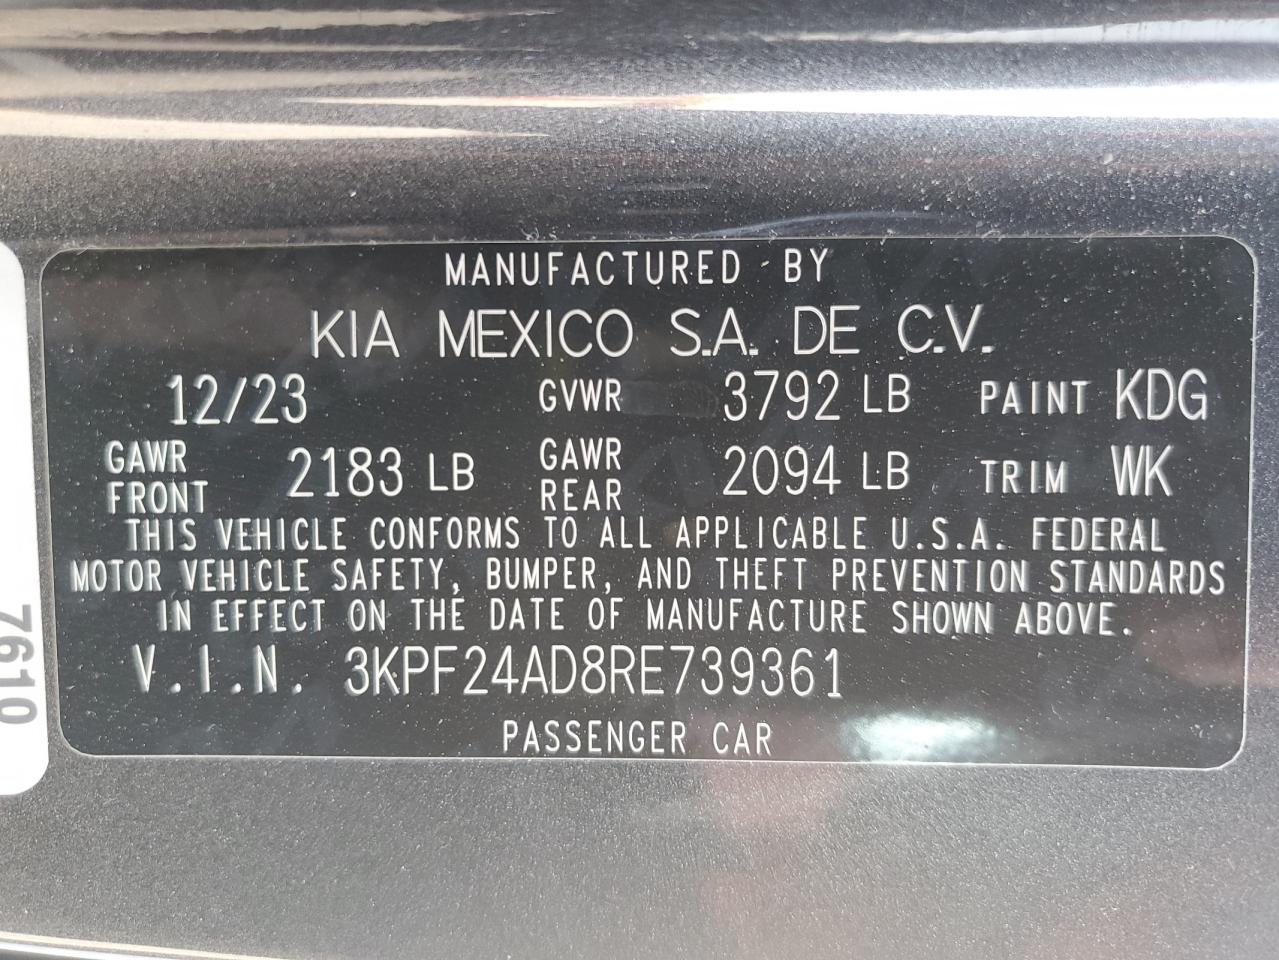 MANUFACTURED BY
KIA MEXICO S.A. DE C.V.
12/23 GVWR 3792 LB PAINT KDG
GAWR FRONT 2183 LB GAWR REAR 2094 LB TRIM WK
THIS VEHICLE CONFORMS TO ALL APPLICABLE U.S.A. FEDERAL
MOTOR VEHICLE SAFETY, BUMPER, AND THEFT PREVENTION STANDARDS
IN EFFECT ON THE DATE OF MANUFACTURE SHOWN ABOVE.
V.I.N. 3KPF24AD8RE739361
PASSENGER CAR
7610